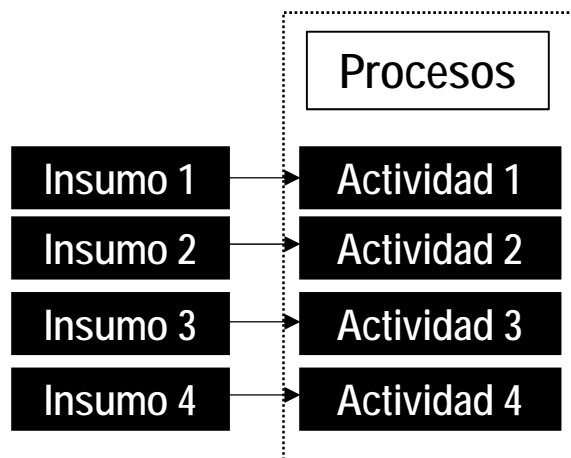 Procesos
Insumo 1 Actividad 1
Insumo 2 Actividad 2
Insumo 3 Actividad 3
Insumo 4 Actividad 4